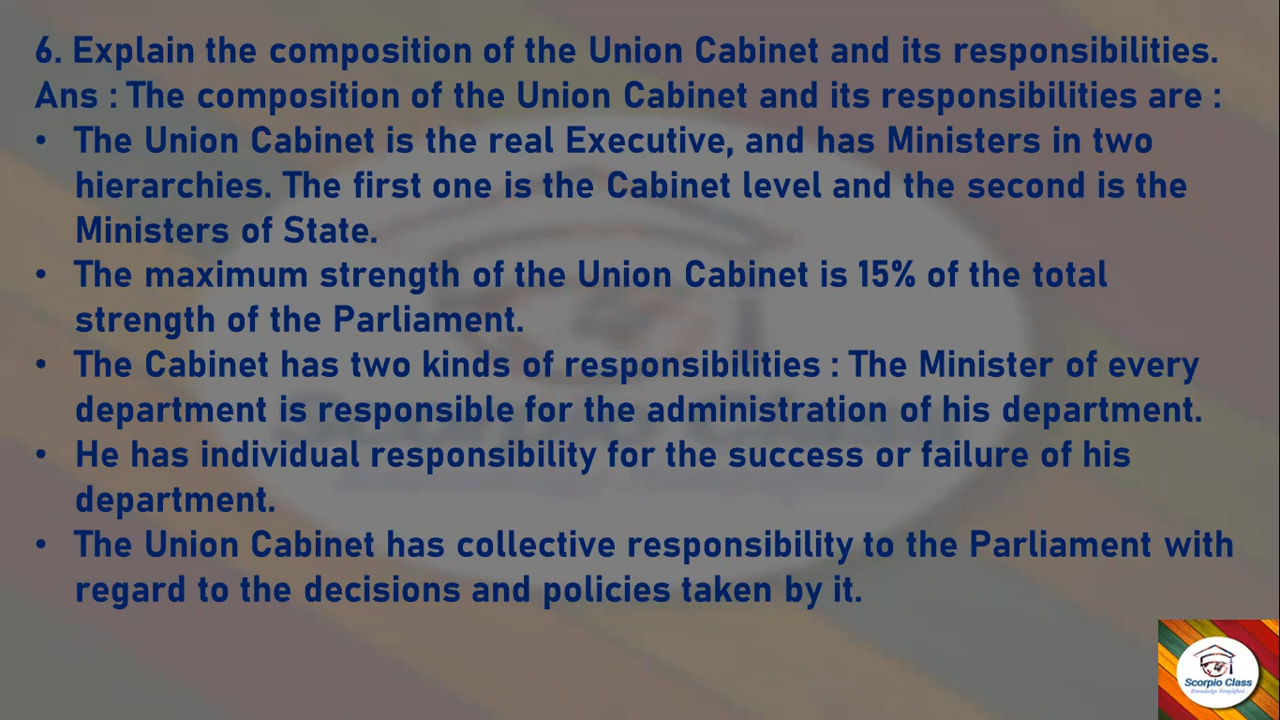 6. Explain the composition of the Union Cabinet and its responsibilities.
Ans : The composition of the Union Cabinet and its responsibilities are :
• The Union Cabinet is the real Executive, and has Ministers in two
hierarchies. The first one is the Cabinet level and the second is the
Ministers of State.
• The maximum strength of the Union Cabinet is 15% of the total
strength of the Parliament.
• The Cabinet has two kinds of responsibilities : The Minister of every
department is responsible for the administration of his department.
• He has individual responsibility for the success or failure of his
department.
• The Union Cabinet has collective responsibility to the Parliament with
regard to the decisions and policies taken by it.
Scorpio Class
Knowledge Simplified